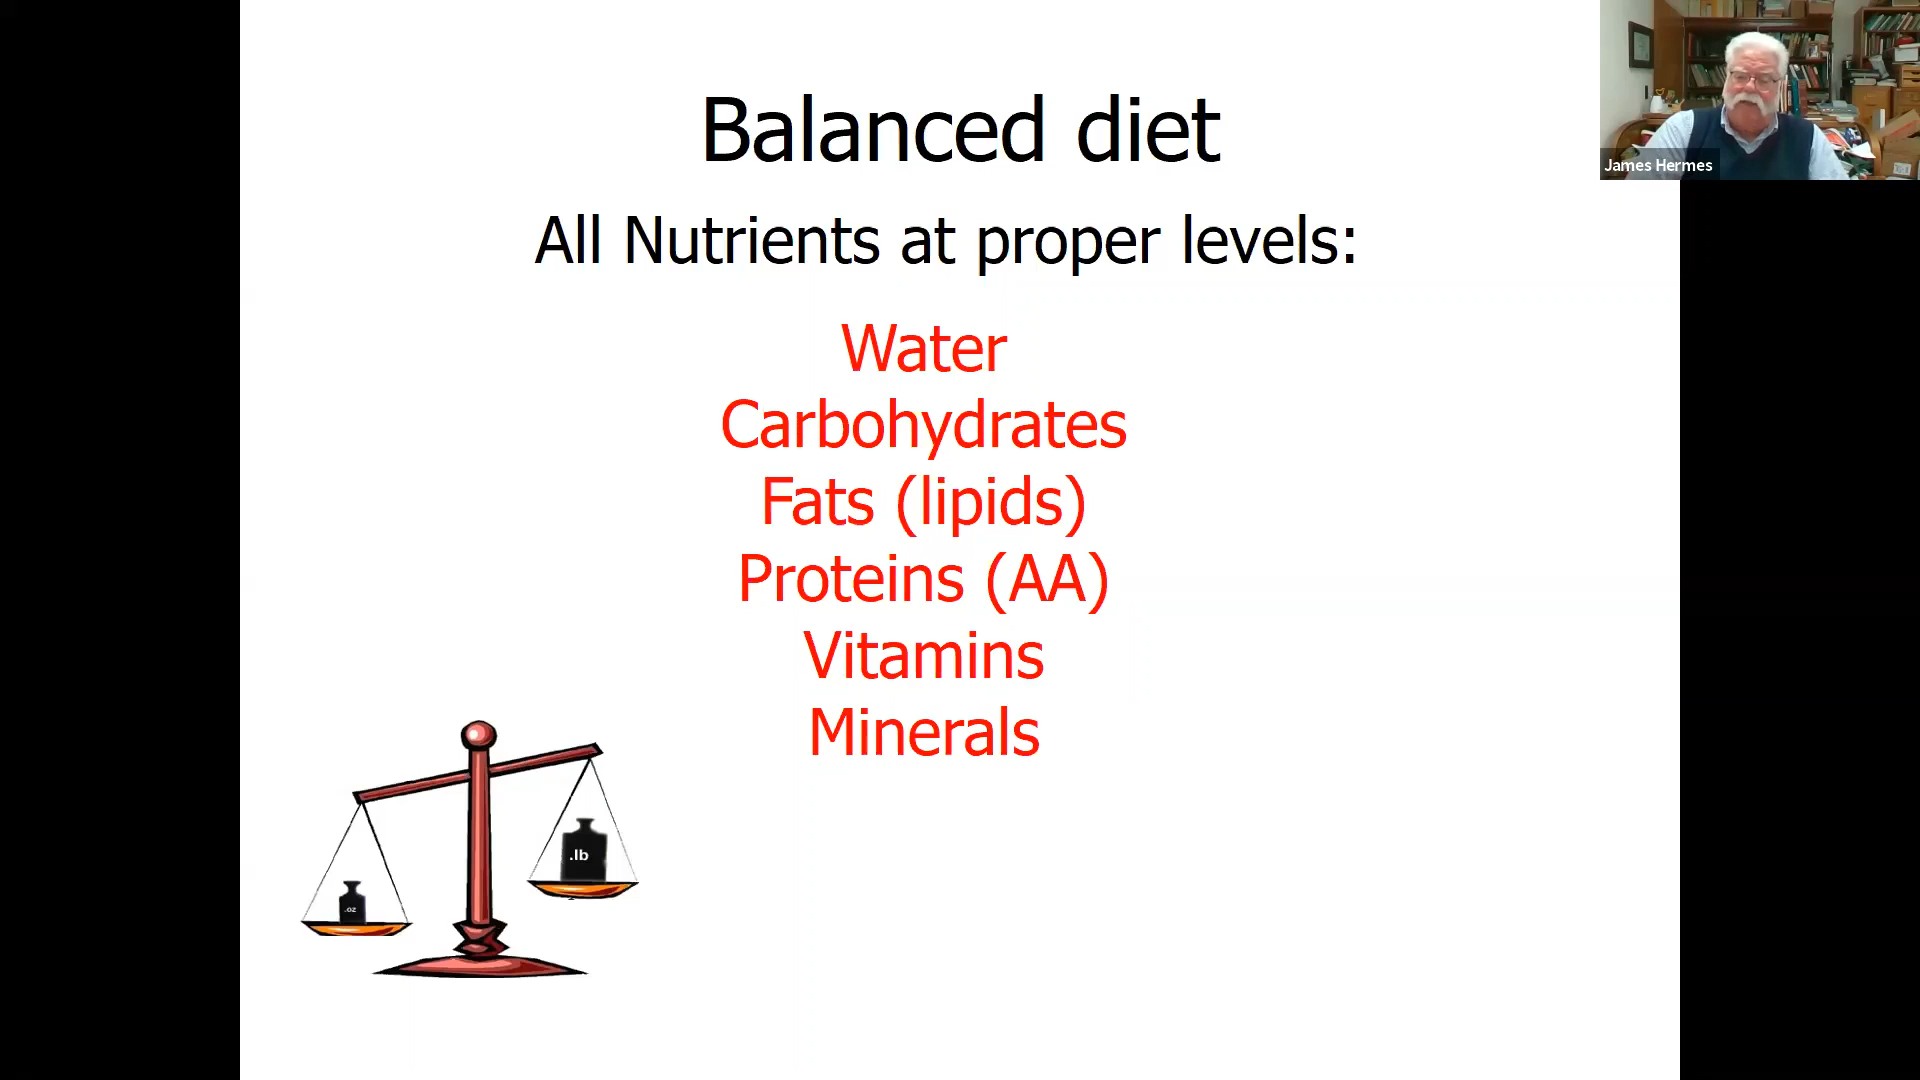 Balanced diet
All Nutrients at proper levels:
Water
Carbohydrates
Fats (lipids)
Proteins (AA)
Vitamins
Minerals
.lb
.oz
James Hermes